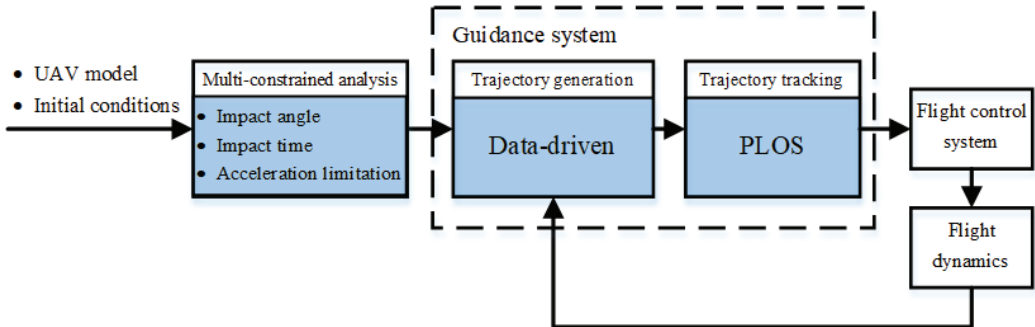 • UAV model
• Initial conditions
Multi-constrained analysis
• Impact angle
• Impact time
• Acceleration limitation
Guidance system
Trajectory generation
Data-driven
Trajectory tracking
PLOS
Flight control
system
Flight
dynamics